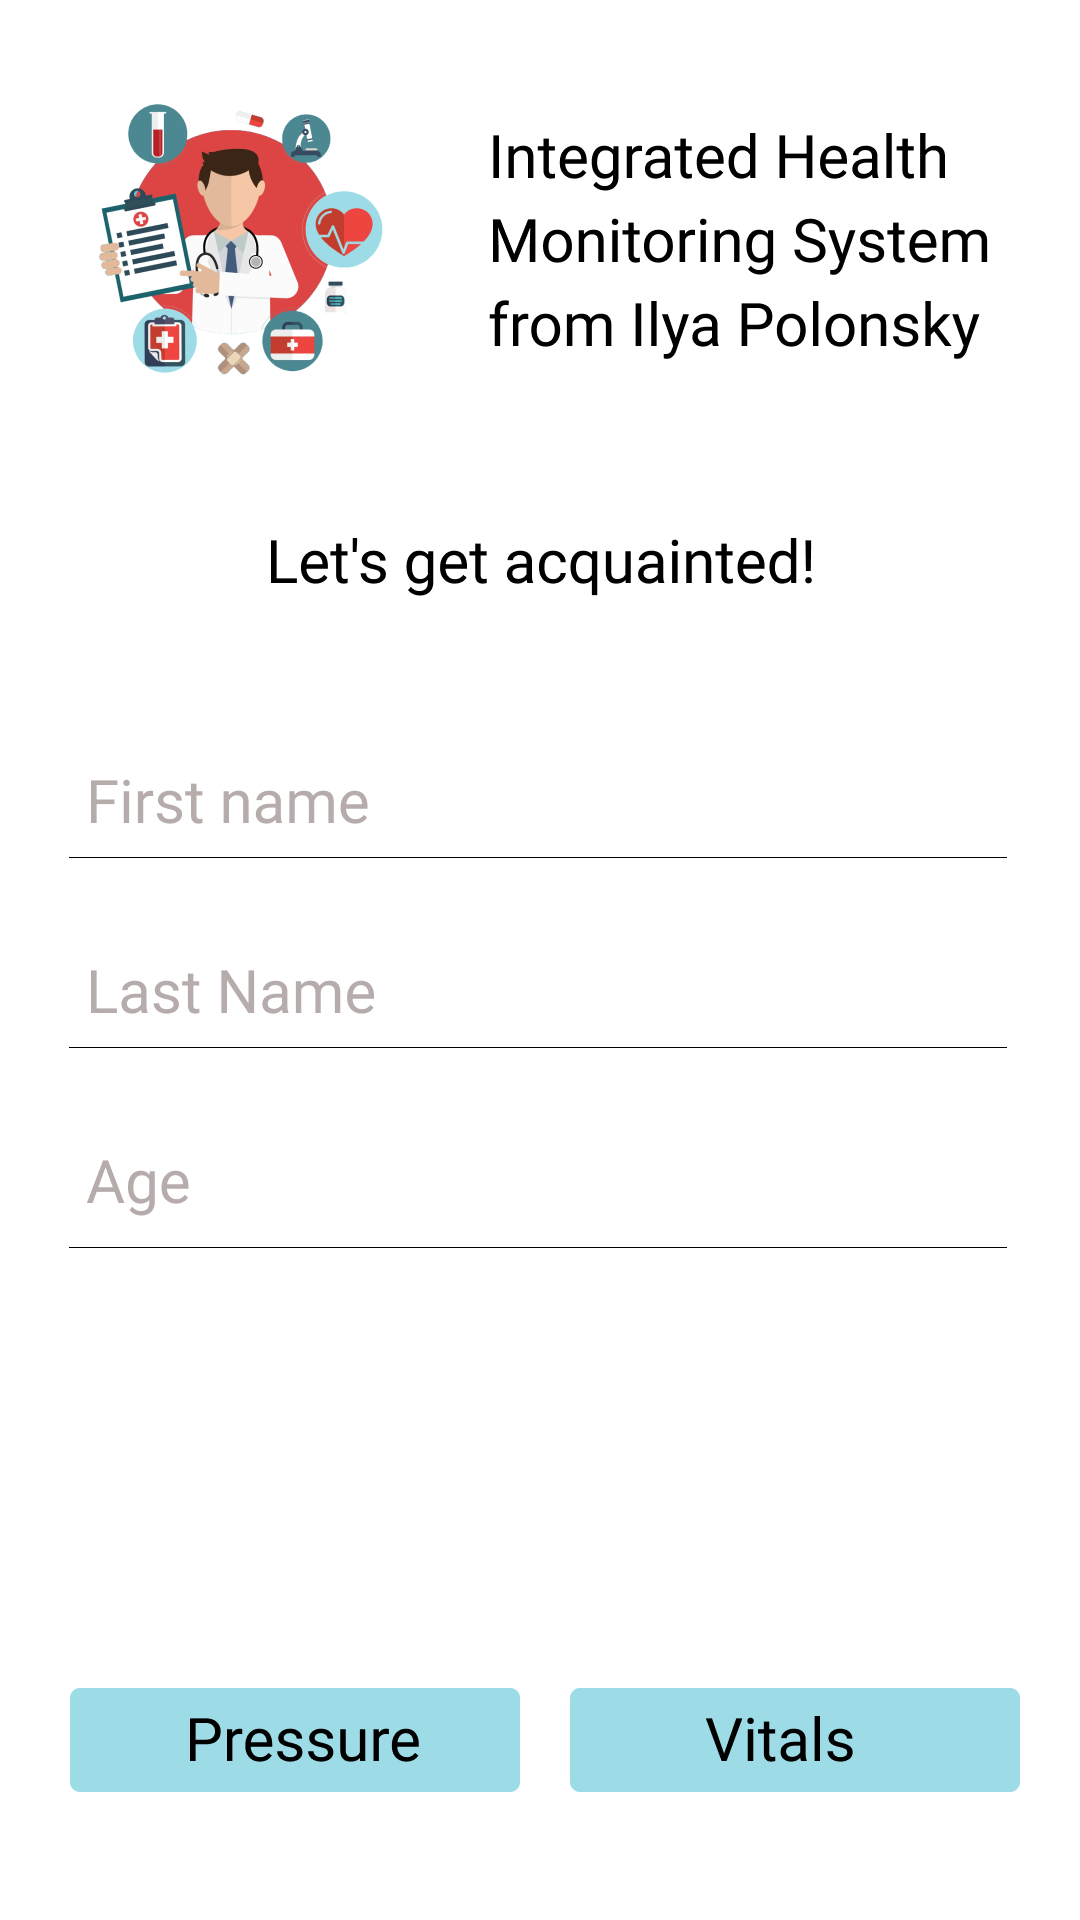 Integrated Health
Monitoring System
from Ilya Polonsky
Let's get acquainted!
First name
Last Name
Age
Pressure
Vitals